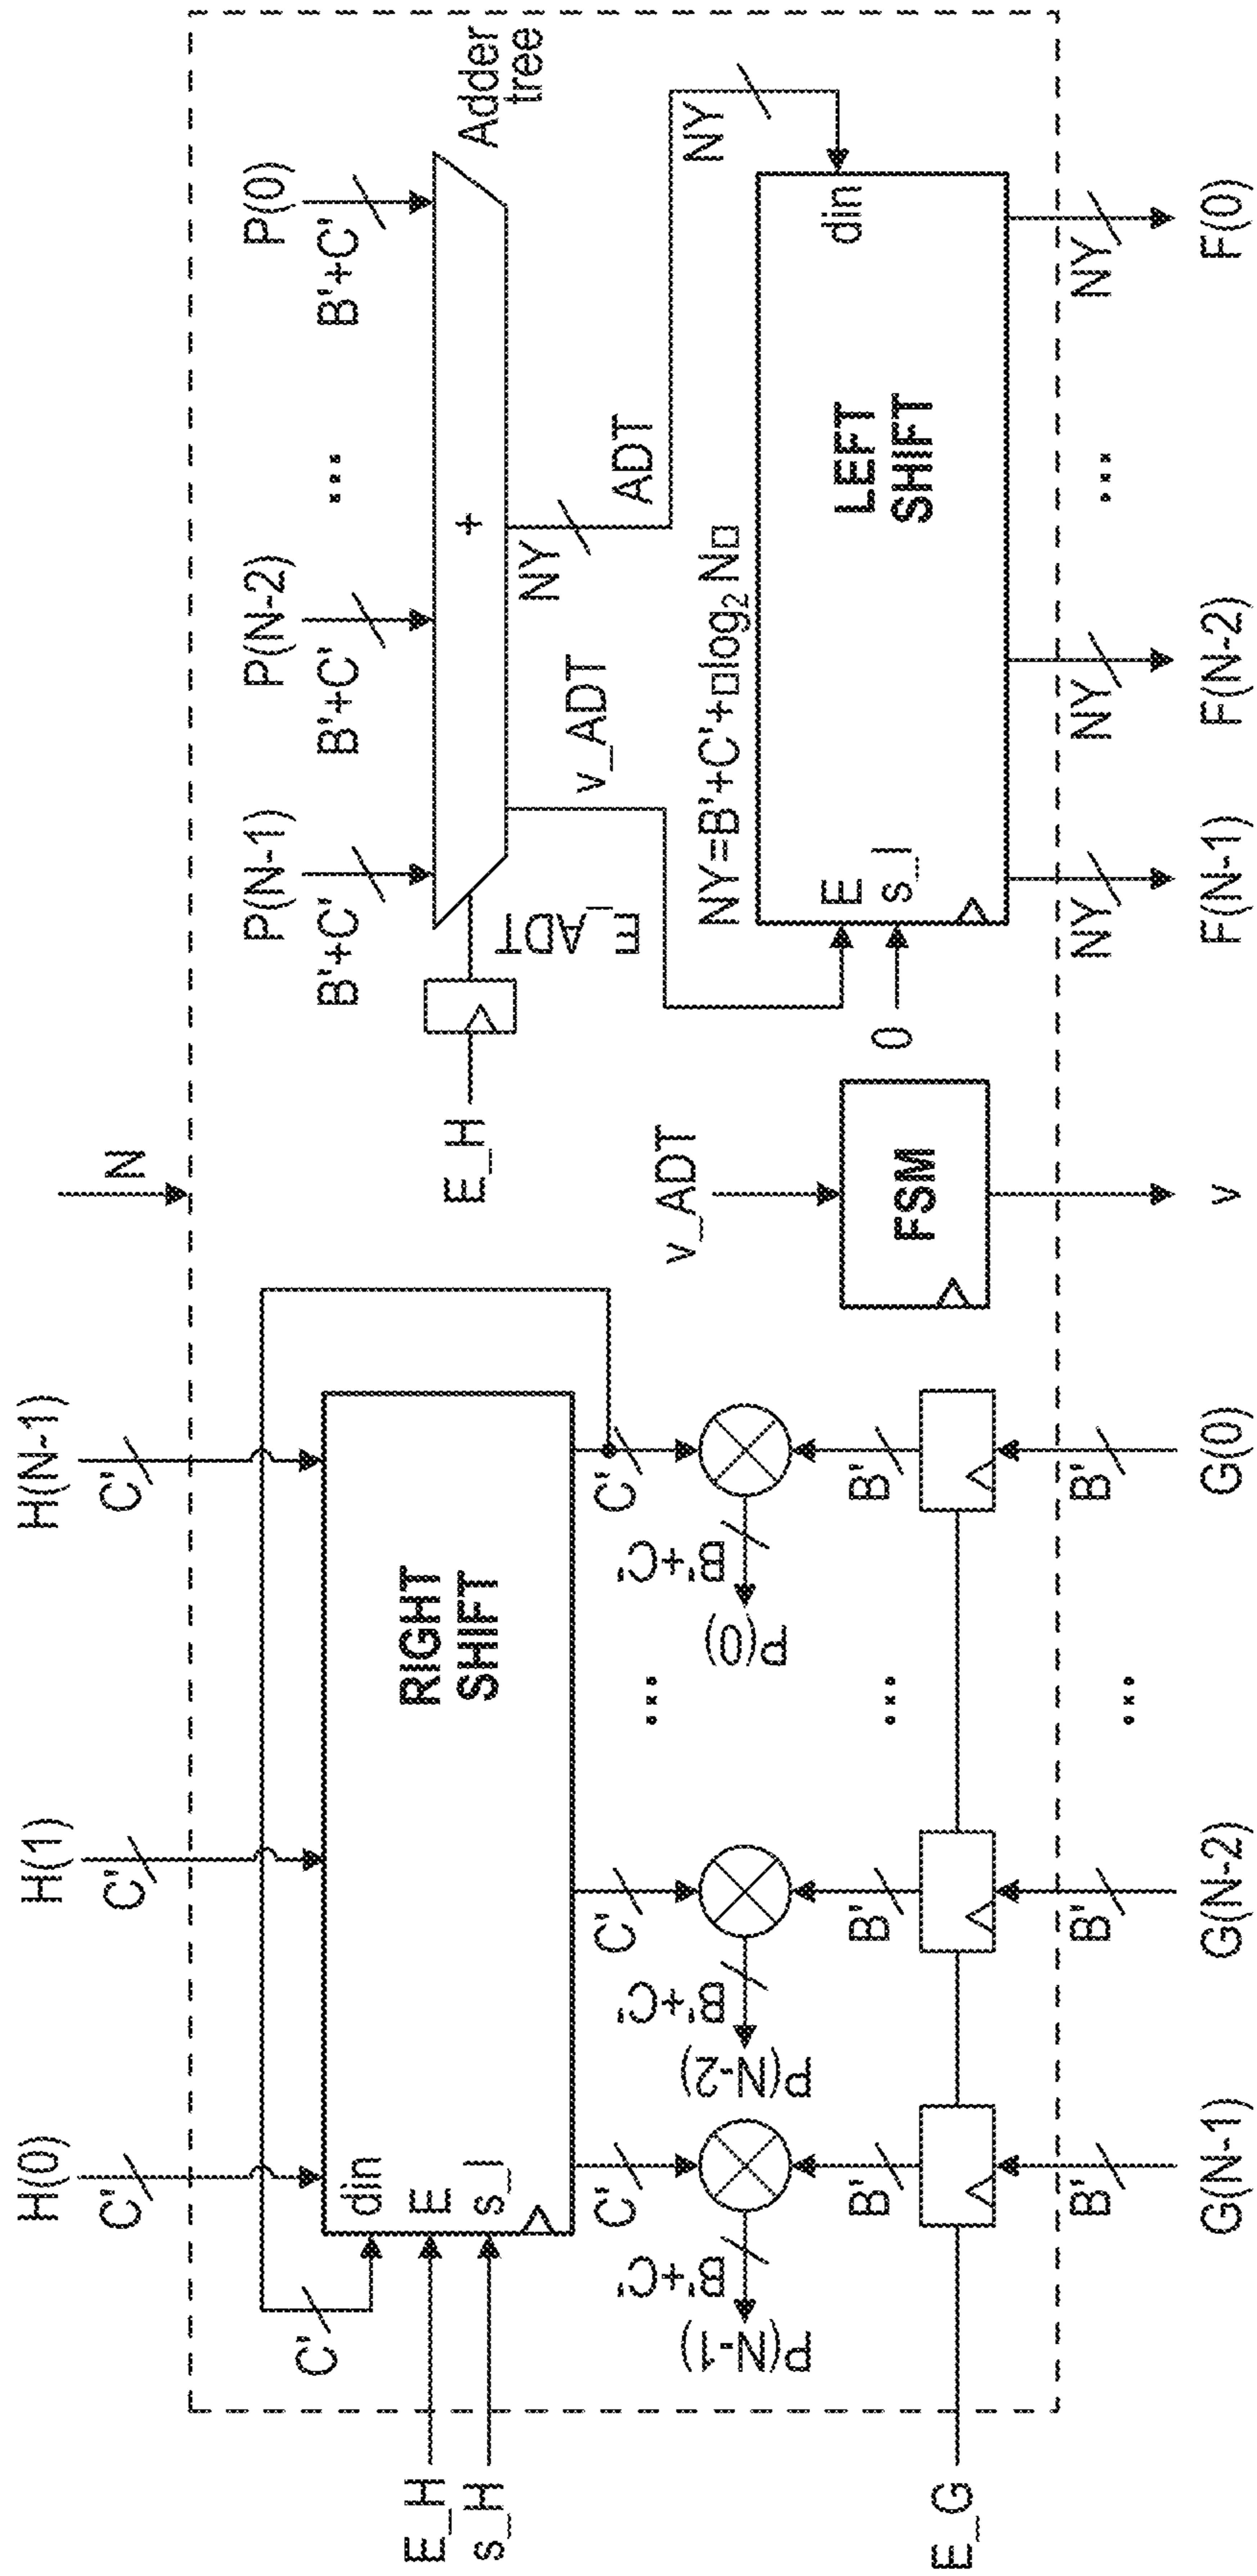 H(0)
H(1)
H(N-1)
C'
C'
C'
C'
din
E
s_l
RIGHT
SHIFT
E_H
s_H
C'
C'
...
C'
B'+C'
P(N-1)
B'+C'
P(N-2)
B'+C'
P(0)
B'
B'
...
B'
E_G
B'
B'
...
B'
G(N-1)
G(N-2)
G(0)
N
E_H
E_ADT
v_ADT
FSM
v
P(N-1)
P(N-2)
...
P(0)
B'+C'
B'+C'
B'+C'
+
Adder
tree
NY
ADT
v_ADT
NY
NY=B'+C'+□log₂ N□
0
E
s_l
din
LEFT
SHIFT
NY
NY
...
NY
F(N-1)
F(N-2)
F(0)